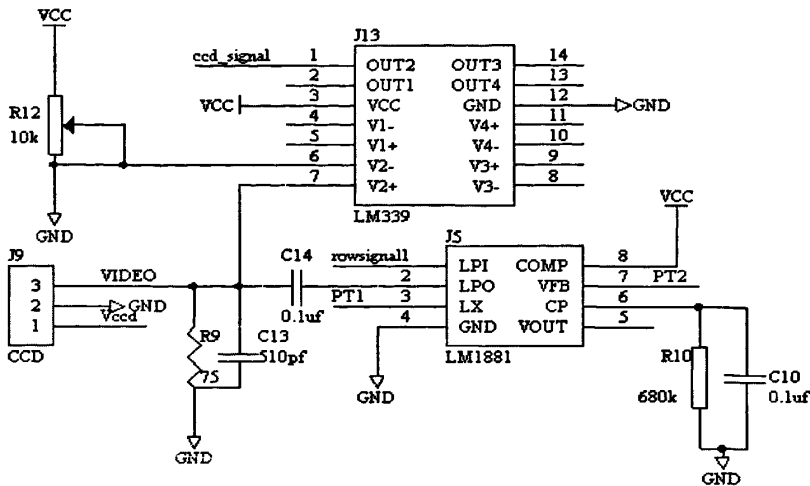 VCC
J13
ccd_signal 1 OUT2 OUT3 14
2 OUT1 OUT4 13
VCC 3 VCC GND 12 GND
R12 4 V1- V4+ 11
10k 5 V1+ V4- 10
6 V2- V3+ 9
7 V2+ V3- 8
GND
LM339
VCC
J9
C14
J5
3 VIDEO
rowsignal1 LPI COMP 8
2 LPO VFB 7 PT2
2 GND
0.1uf
PT1 3 LX CP 6
1 Vccd
4 GND VOUT 5
CCD
R9
C13
75
510pf
LM1881
R10
680k
C10
0.1uf
GND
GND
GND